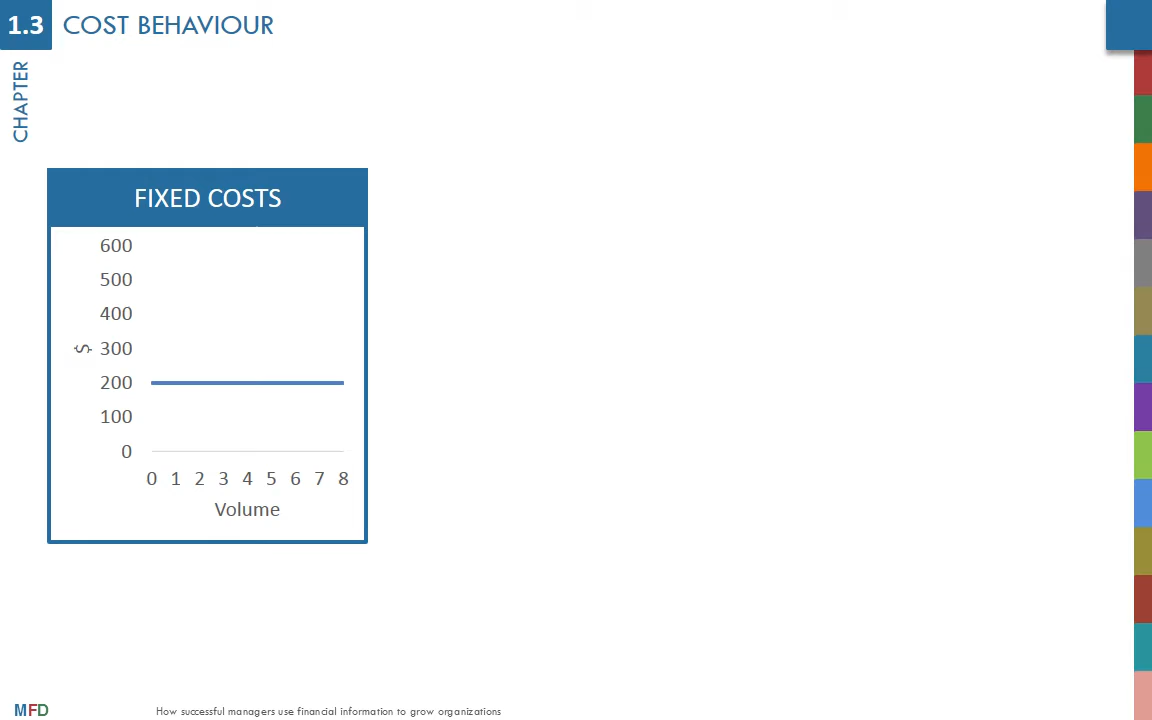 1.3 COST BEHAVIOUR
CHAPTER
FIXED COSTS
600
500
400
$ 300
200
100
0
0 1 2 3 4 5 6 7 8
Volume
MFD How successful managers use financial information to grow organizations